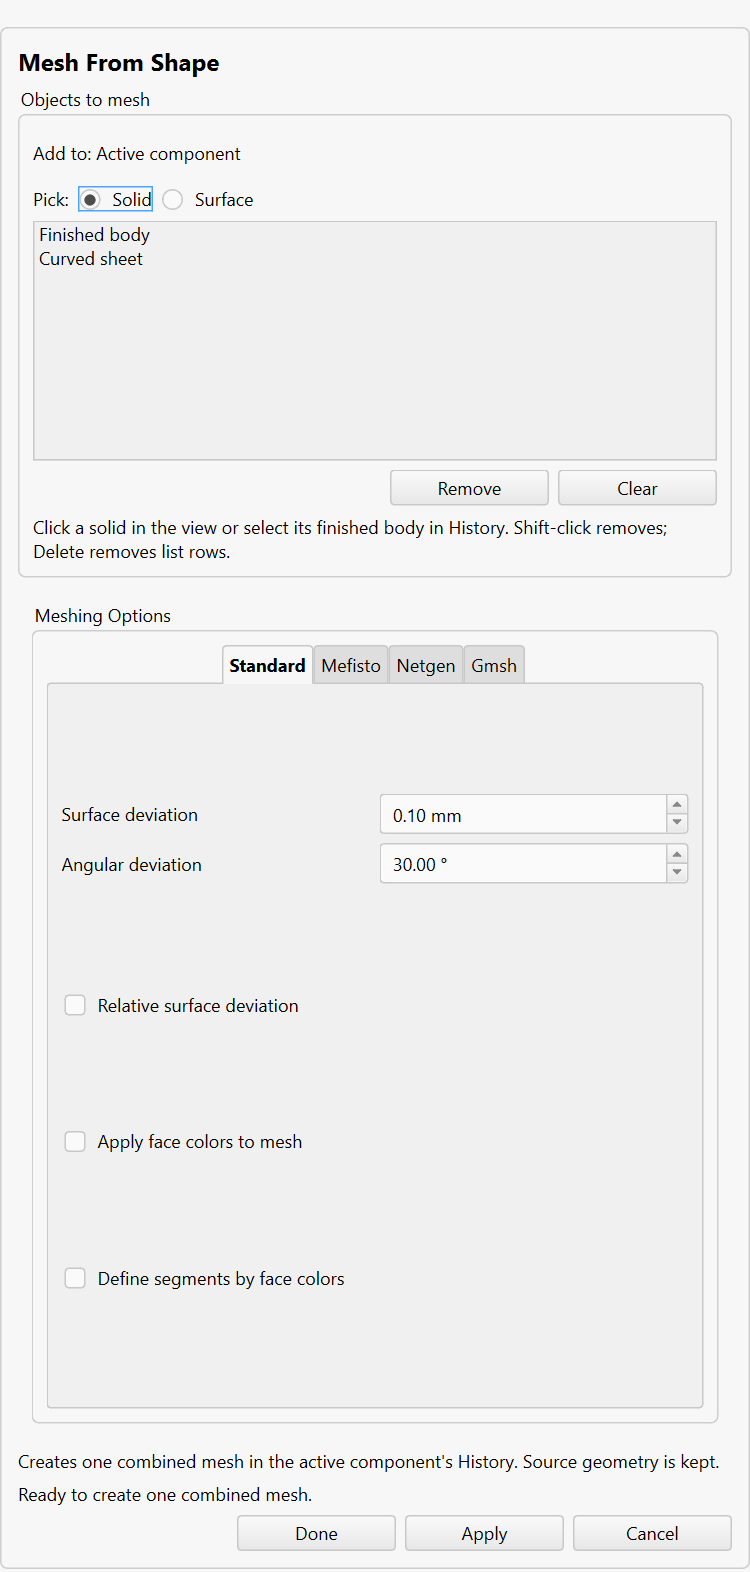 Mesh From Shape
Objects to mesh
Add to: Active component
Pick: Solid Surface
Finished body
Curved sheet
Remove Clear
Click a solid in the view or select its finished body in History. Shift-click removes;
Delete removes list rows.
Meshing Options
Standard Mefisto Netgen Gmsh
Surface deviation 0.10 mm
Angular deviation 30.00 °
Relative surface deviation
Apply face colors to mesh
Define segments by face colors
Creates one combined mesh in the active component's History. Source geometry is kept.
Ready to create one combined mesh.
Done Apply Cancel